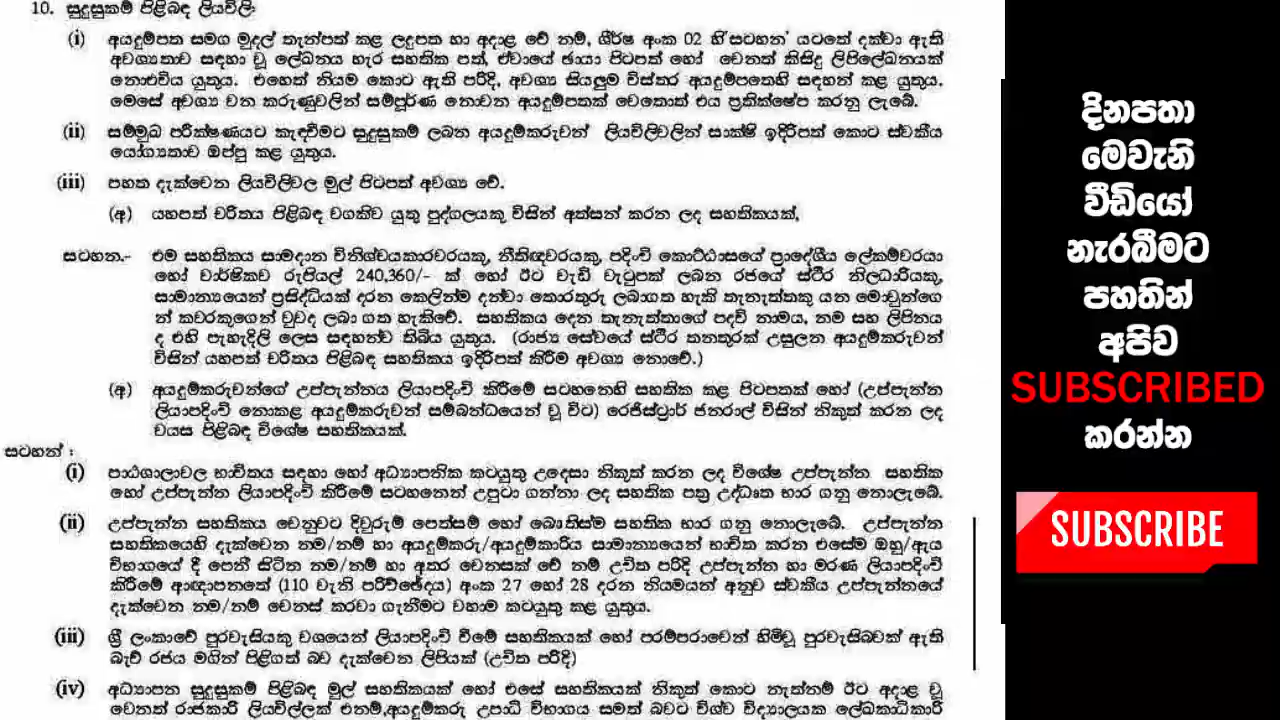 10. සුදුසුකම් පිළිබඳ ලියවිලි:
(i) අයදුම්පත සමග මුදල් තැන්පත් කළ ලදුපත හා අදාළ වේ නම්, ශීර්ෂ අංක 02 හි 'සටහන' යටතේ දක්වා ඇති
අවශ්‍යතාව සඳහා වූ ලේඛනය හැර සහතික පත්, ඒවායේ ඡායා පිටපත් හෝ වෙනත් කිසිදු ලිපිලේඛනයක්
නොඑවිය යුතුය. එහෙත් නියම කොට ඇති පරිදි, අවශ්‍ය සියලුම විස්තර අයදුම්පතෙහි සඳහන් කළ යුතුය.
මෙසේ අවශ්‍ය වන කරුණුවලින් සම්පූර්ණ නොවන අයදුම්පතක් වෙතොත් එය ප්‍රතික්ෂේප කරනු ලැබේ.
(ii) සම්මුඛ පරීක්ෂණයට කැඳවීමට සුදුසුකම් ලබන අයදුම්කරුවන් ලියවිලිවලින් සාක්ෂි ඉදිරිපත් කොට ස්වකීය
යෝග්‍යතාව ඔප්පු කළ යුතුය.
(iii) පහත දැක්වෙන ලියවිලිවල මුල් පිටපත් අවශ්‍ය වේ.
(අ) යහපත් චරිතය පිළිබඳ වගකිව යුතු පුද්ගලයකු විසින් අත්සන් කරන ලද සහතිකයක්,
සටහන.- එම සහතිකය සාමදාන විනිශ්චයකාරවරයකු, නීතිඥවරයකු, පදිංචි කොට්ඨාසයේ ප්‍රාදේශීය ලේකම්වරයා
හෝ වාර්ෂිකව රුපියල් 240,360/- ක් හෝ ඊට වැඩි වැටුපක් ලබන රජයේ ස්ථිර නිලධාරියකු,
සාමාන්‍යයෙන් ප්‍රසිද්ධියක් දරන කෙලින්ම දන්වා තොරතුරු ලබාගත හැකි තැනැත්තකු යන මොවුන්ගෙ
න් කවරකුගෙන් වුවද ලබා ගත හැකිවේ. සහතිකය දෙන තැනැත්තාගේ පදවි නාමය, නම සහ ලිපිනය
ද එහි පැහැදිලි ලෙස සඳහන්ව තිබිය යුතුය. (රාජ්‍ය සේවයේ ස්ථිර තනතුරක් උසුලන අයදුම්කරුවන්
විසින් යහපත් චරිතය පිළිබඳ සහතිකය ඉදිරිපත් කිරීම අවශ්‍ය නොවේ.)
(අ) අයදුම්කරුවන්ගේ උප්පැන්නය ලියාපදිංචි කිරීමේ සටහනෙහි සහතික කළ පිටපතක් හෝ (උප්පැන්න
ලියාපදිංචි නොකළ අයදුම්කරුවන් සම්බන්ධයෙන් වූ විට) රෙජිස්ට්‍රාර් ජනරාල් විසින් නිකුත් කරන ලද
වයස පිළිබඳ විශේෂ සහතිකයක්.
සටහන් :
(i) පාඨශාලාවල භාවිතය සඳහා හෝ අධ්‍යාපනික කටයුතු උදෙසා නිකුත් කරන ලද විශේෂ උප්පැන්න සහතික
හෝ උප්පැන්න ලියාපදිංචි කිරීමේ සටහනෙන් උපුටා ගන්නා ලද සහතික පත්‍ර උද්ධෘත භාර ගනු නොලැබේ.
(ii) උප්පැන්න සහතිකය වෙනුවට දිවුරුම් පෙත්සම් හෝ බෞතිස්ම සහතික භාර ගනු නොලැබේ. උප්පැන්න
සහතිකයෙහි දැක්වෙන නම/නම් හා අයදුම්කරු/අයදුම්කාරිය සාමාන්‍යයෙන් භාවිත කරන එසේම ඔහු/ඇය
විභාගයේ දී පෙනී සිටින නම/නම් හා අතර වෙනසක් වේ නම් උචිත පරිදි උප්පැන්න හා මරණ ලියාපදිංචි
කිරීමේ ආඥාපනතේ (110 වැනි පරිච්ඡේදය) අංක 27 හෝ 28 දරන නියමයන් අනුව ස්වකීය උප්පැන්නයේ
දැක්වෙන නම/නම් වෙනස් කරවා ගැනීමට වහාම කටයුතු කළ යුතුය.
(iii) ශ්‍රී ලංකාවේ පුරවැසියකු වශයෙන් ලියාපදිංචි වීමේ සහතිකයක් හෝ පරම්පරාවෙන් හිමිවූ පුරවැසිබවක් ඇති
බැව් රජය මගින් පිළිගත් බව දැක්වෙන ලිපියක් (උචිත පරිදි)
(iv) අධ්‍යාපන සුදුසුකම් පිළිබඳ මුල් සහතිකයක් හෝ එසේ සහතිකයක් නිකුත් කොට නැත්නම් ඊට අදාළ වූ
වෙනත් රාජකාරි ලියවිල්ලක් එනම්,අයදුම්කරු උපාධි විභාගය සමත් බවට විශ්ව විද්‍යාලයක ලේඛකාධිකාරි
දිනපතා
මෙවැනි
වීඩියෝ
නැරබීමට
පහතින්
අපිව
SUBSCRIBED
කරන්න
SUBSCRIBE